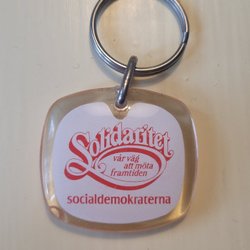 Solidaritet
vår väg
att möta
framtiden
socialdemokraterna